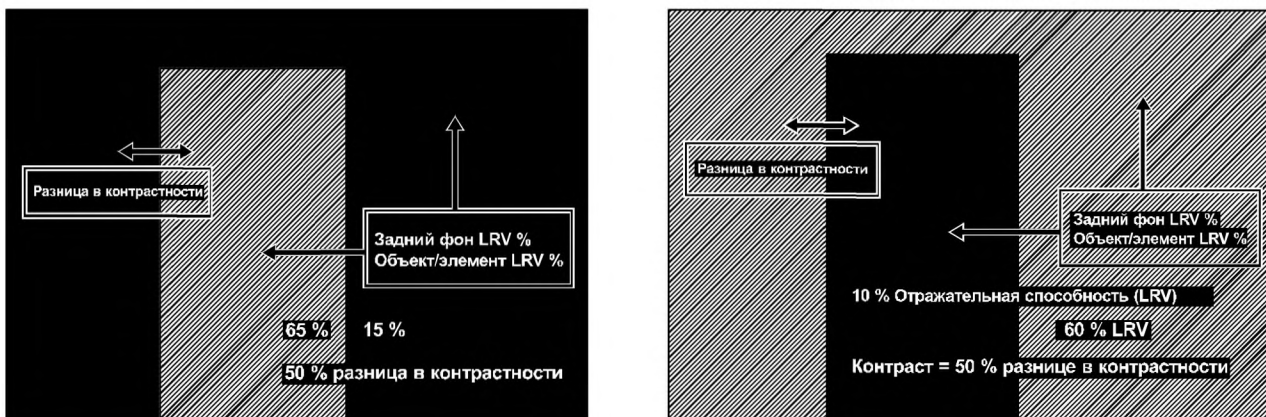 Разница в контрастности
Задний фон LRV %
Объект/элемент LRV %
65 % 15 %
50 % разница в контрастности
Разница в контрастности
Задний фон LRV %
Объект/элемент LRV %
10 % Отражательная способность (LRV)
60 % LRV
Контраст = 50 % разнице в контрастности